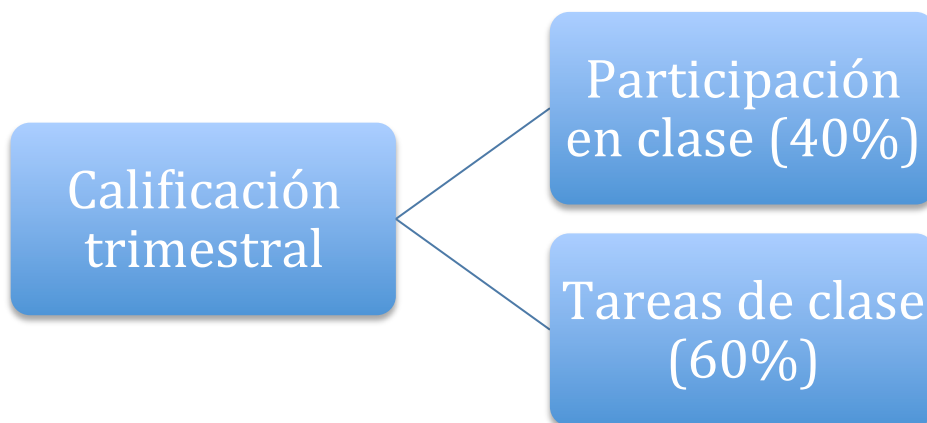 Calificación
trimestral
Participación
en clase (40%)
Tareas de clase
(60%)